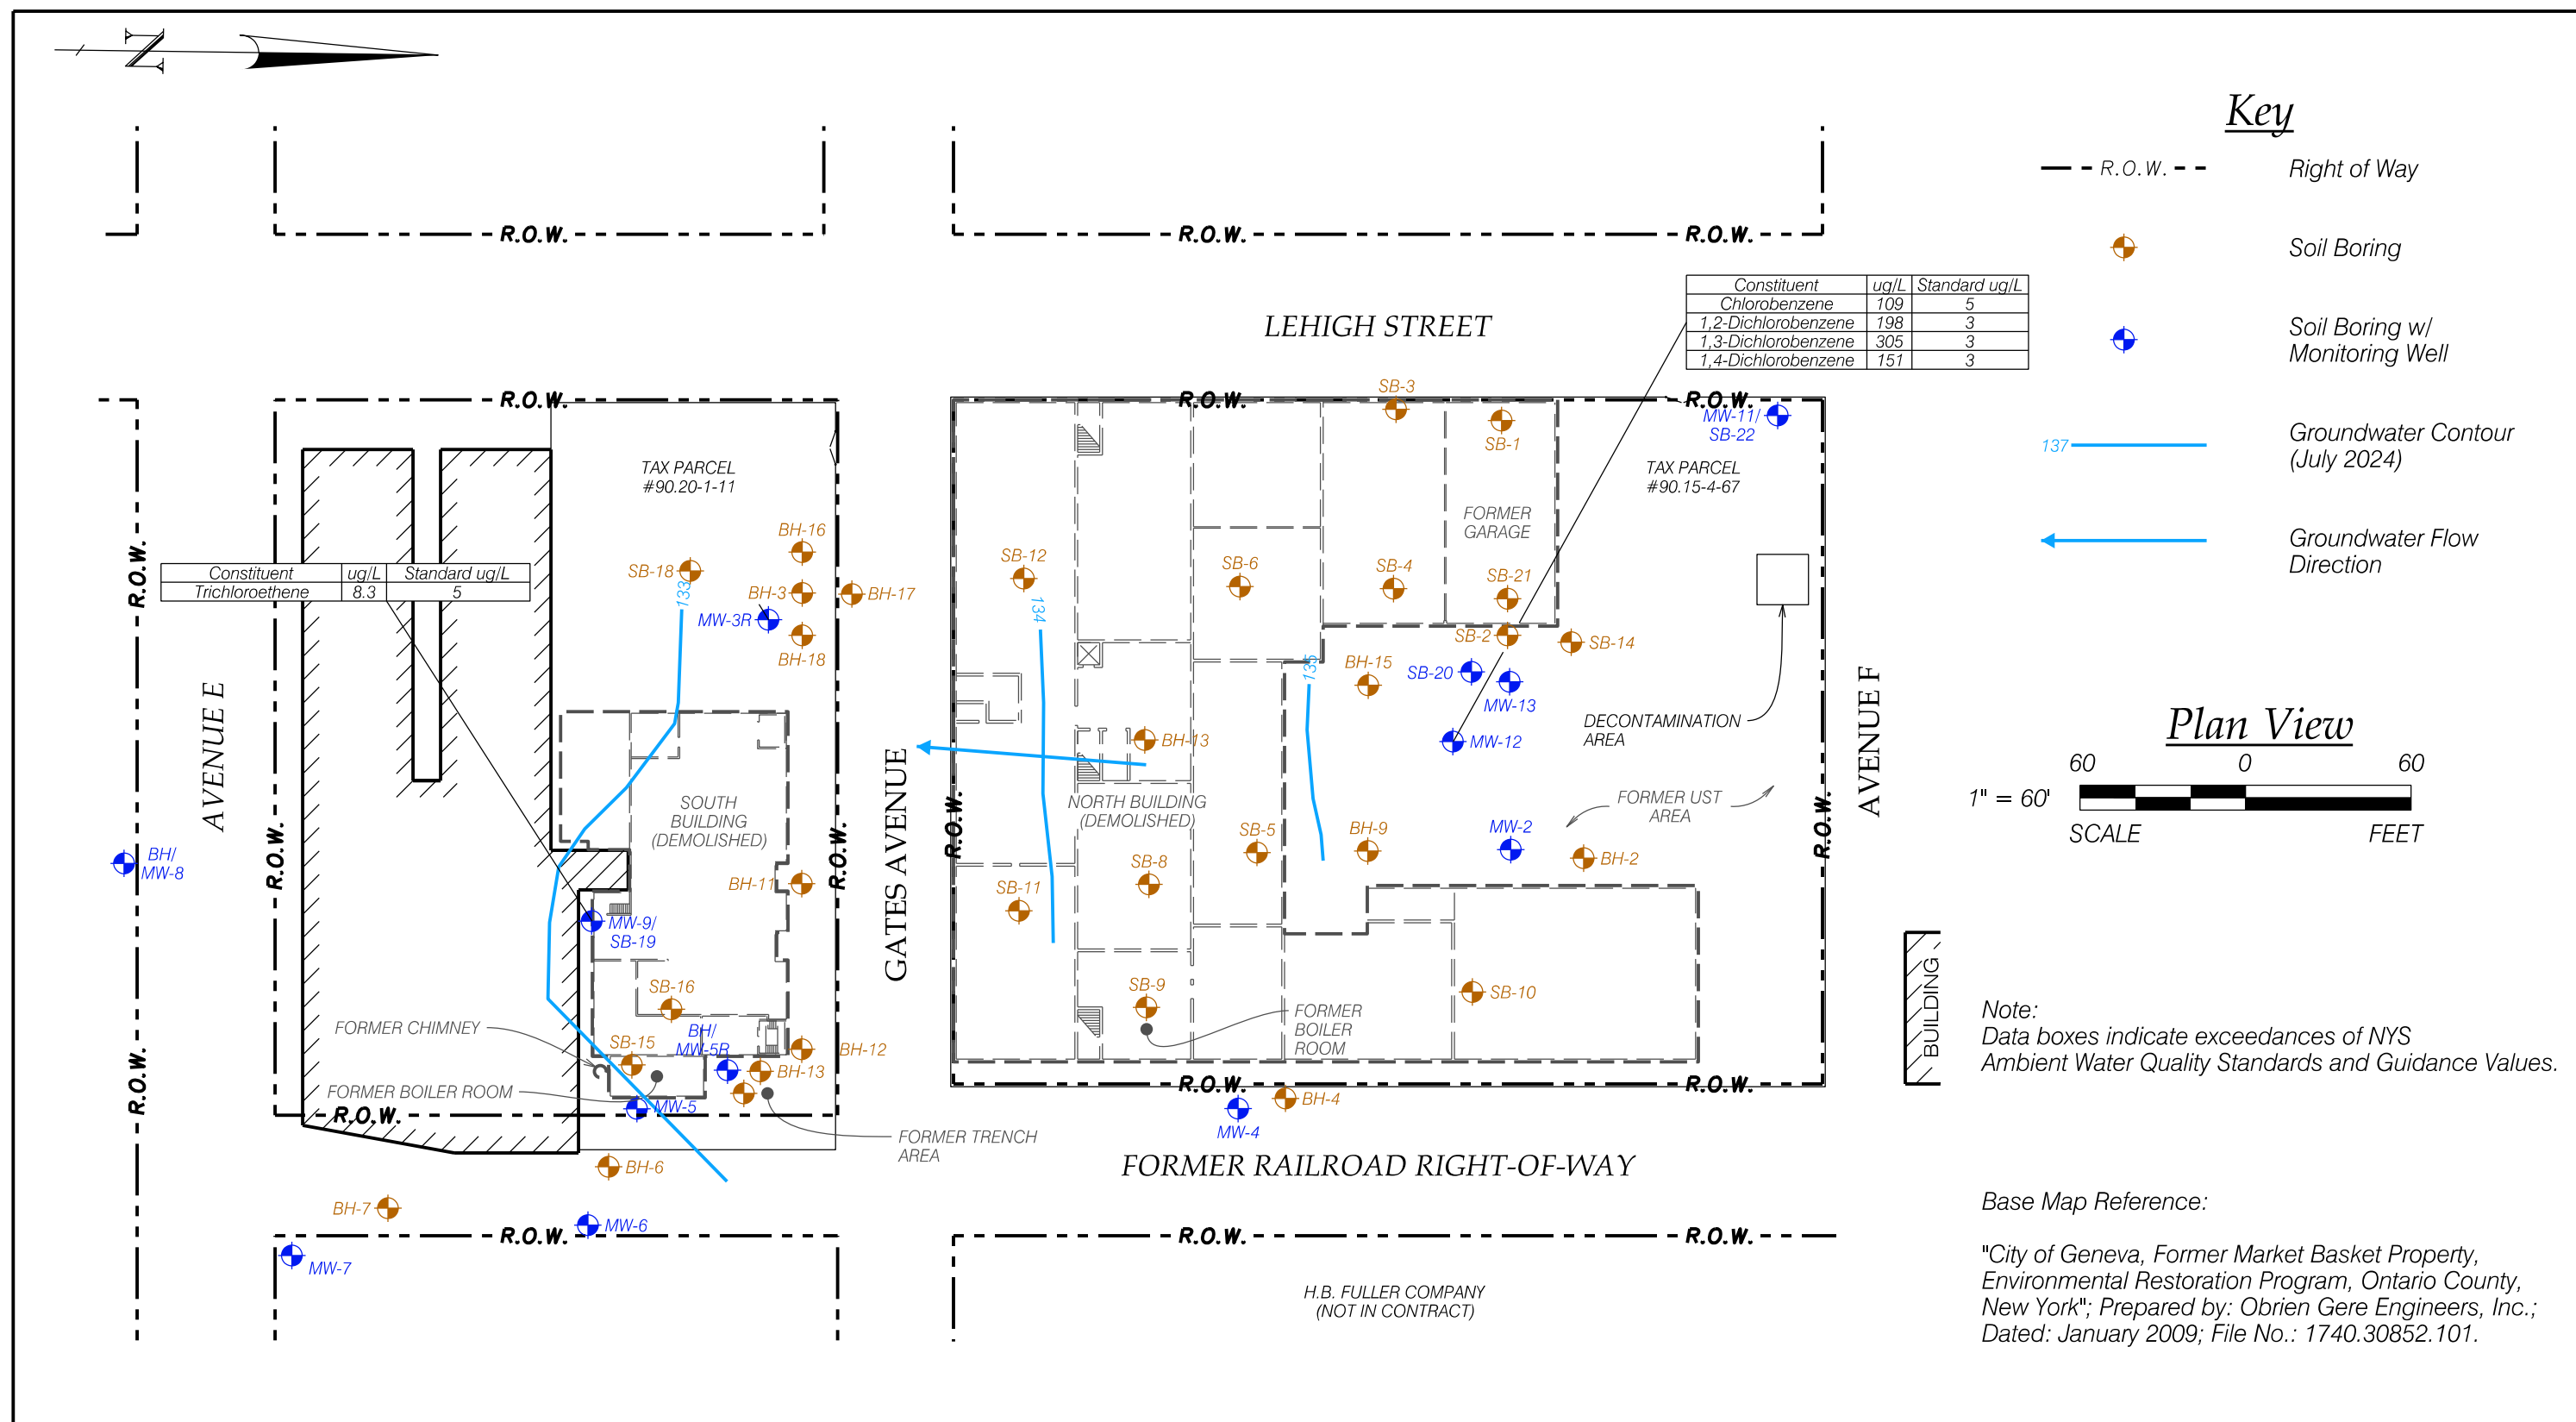 N
Key
R.O.W.
Right of Way
Soil Boring
Soil Boring w/
Monitoring Well
137
Groundwater Contour
(July 2024)
Groundwater Flow
Direction
R.O.W.
R.O.W.
R.O.W.
LEHIGH STREET
Constituent ug/L Standard ug/L
Chlorobenzene 109 5
1,2-Dichlorobenzene 198 3
1,3-Dichlorobenzene 305 3
1,4-Dichlorobenzene 151 3
R.O.W.
R.O.W.
R.O.W.
SB-3
SB-1
MW-11/
SB-22
TAX PARCEL
#90.20-1-11
TAX PARCEL
#90.15-4-67
FORMER
GARAGE
R.O.W.
Constituent ug/L Standard ug/L
Trichloroethene 8.3 5
BH-16
SB-18
BH-3
BH-17
133
MW-3R
BH-18
SB-12
134
SB-6
SB-4
SB-21
SB-2
SB-14
135
BH-15
SB-20
MW-13
MW-12
DECONTAMINATION
AREA
BH-13
AVENUE E
GATES AVENUE
AVENUE F
SOUTH
BUILDING
(DEMOLISHED)
NORTH BUILDING
(DEMOLISHED)
FORMER UST
AREA
R.O.W.
R.O.W.
R.O.W.
R.O.W.
BH/
MW-8
BH-11
SB-5
BH-9
MW-2
BH-2
SB-8
SB-11
MW-9/
SB-19
SB-16
SB-9
SB-10
FORMER
BOILER
ROOM
FORMER CHIMNEY
BH/
MW-5R
SB-15
BH-12
BH-13
FORMER BOILER ROOM
MW-5
R.O.W.
R.O.W.
R.O.W.
R.O.W.
BH-4
MW-4
FORMER TRENCH
AREA
FORMER RAILROAD RIGHT-OF-WAY
BH-6
BH-7
MW-6
MW-7
R.O.W.
R.O.W.
R.O.W.
H.B. FULLER COMPANY
(NOT IN CONTRACT)
Plan View
60 0 60
1" = 60'
SCALE FEET
BUILDING
Note:
Data boxes indicate exceedances of NYS
Ambient Water Quality Standards and Guidance Values.
Base Map Reference:
"City of Geneva, Former Market Basket Property,
Environmental Restoration Program, Ontario County,
New York"; Prepared by: Obrien Gere Engineers, Inc.;
Dated: January 2009; File No.: 1740.30852.101.